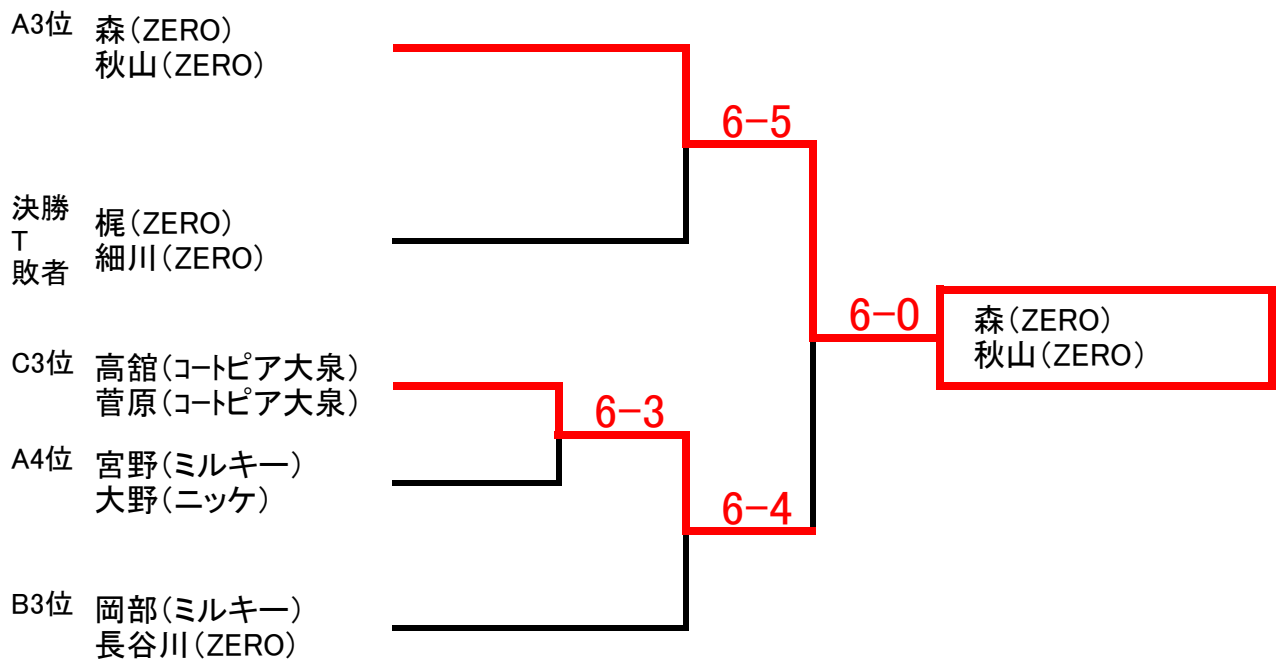 A3位 森(ZERO)
秋山(ZERO)
6-5
決勝
T
敗者
梶(ZERO)
細川(ZERO)
6-0
森(ZERO)
秋山(ZERO)
C3位 高舘(コートピア大泉)
菅原(コートピア大泉)
6-3
A4位 宮野(ミルキー)
大野(ニッケ)
6-4
B3位 岡部(ミルキー)
長谷川(ZERO)